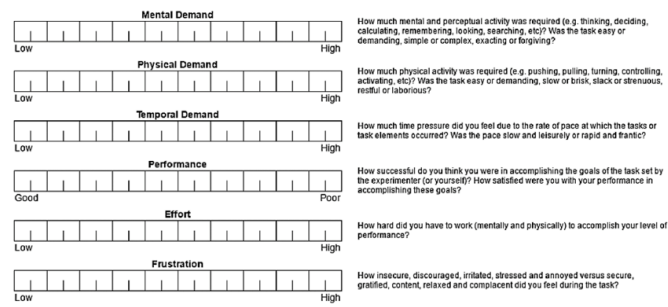 Mental Demand
Low High
How much mental and perceptual activity was required (e.g. thinking, deciding,
calculating, remembering, looking, searching, etc)? Was the task easy or
demanding, simple or complex, exacting or forgiving?
Physical Demand
Low High
How much physical activity was required (e.g. pushing, pulling, turning, controlling,
activating, etc)? Was the task easy or demanding, slow or brisk, slack or strenuous,
restful or laborious?
Temporal Demand
Low High
How much time pressure did you feel due to the rate of pace at which the tasks or
task elements occurred? Was the pace slow and leisurely or rapid and frantic?
Performance
Good Poor
How successful do you think you were in accomplishing the goals of the task set by
the experimenter (or yourself)? How satisfied were you with your performance in
accomplishing these goals?
Effort
Low High
How hard did you have to work (mentally and physically) to accomplish your level of
performance?
Frustration
Low High
How insecure, discouraged, irritated, stressed and annoyed versus secure,
gratified, content, relaxed and complacent did you feel during the task?